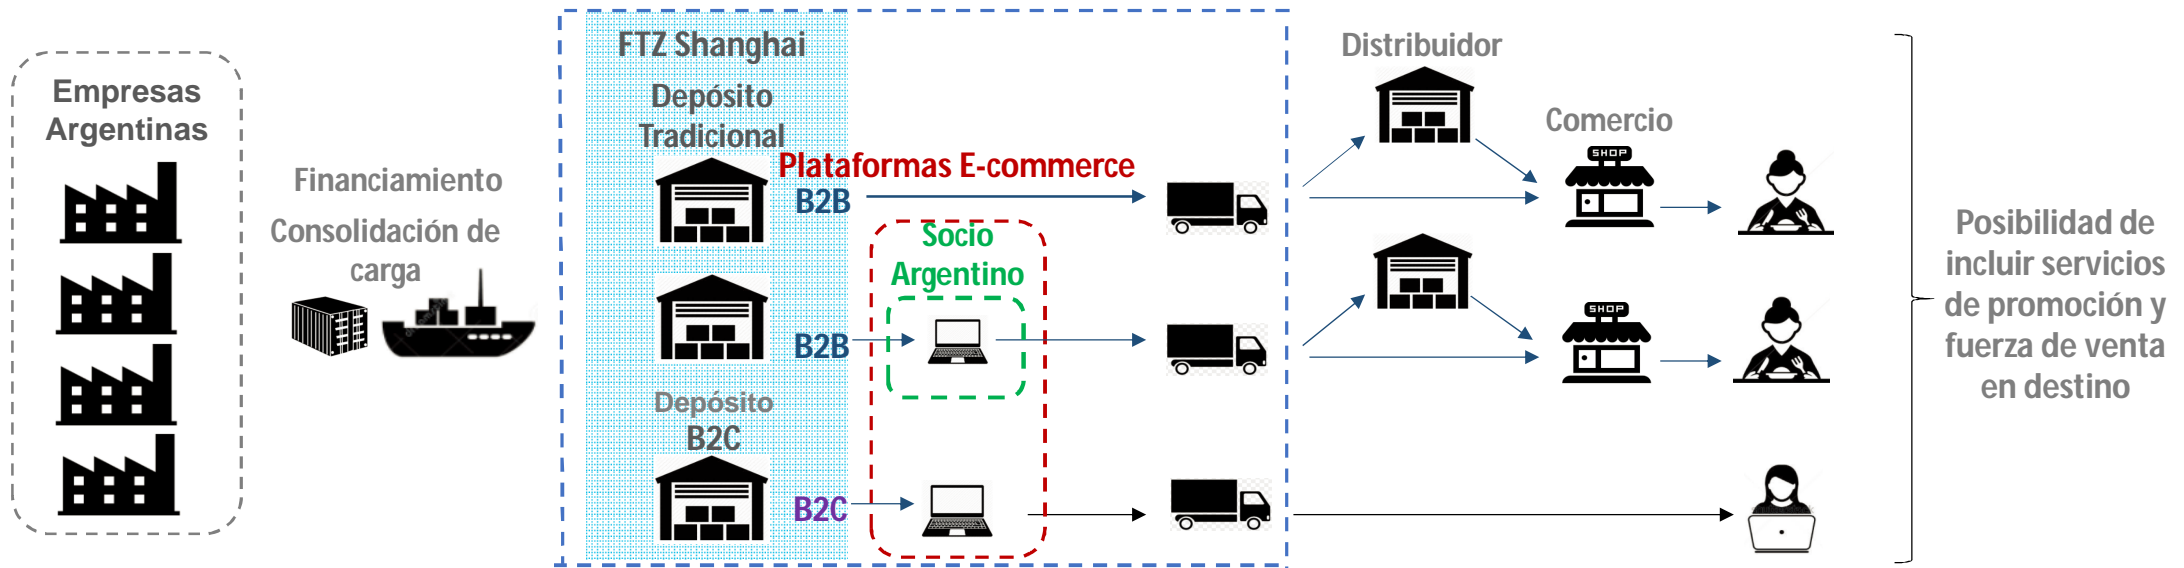 Empresas
Argentinas
Financiamiento
Consolidación de
carga
FTZ Shanghai
Depósito
Tradicional
Plataformas E-commerce
B2B
Socio
Argentino
B2B
Depósito
B2C
B2C
Distribuidor
Comercio
SHOP
SHOP
Posibilidad de
incluir servicios
de promoción y
fuerza de venta
en destino